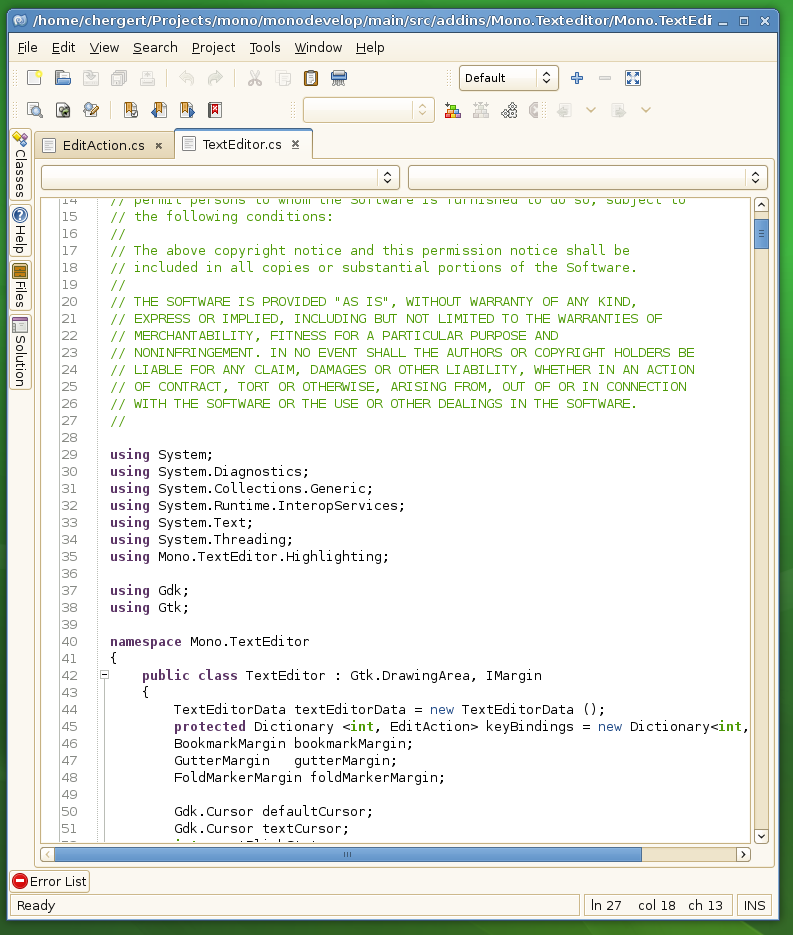 /home/chergert/Projects/mono/monodevelop/main/src/addins/Mono.Texteditor/Mono.TextEdi
File Edit View Search Project Tools Window Help
Default
EditAction.cs TextEditor.cs
Classes
Help
Files
Solution
14 // permit persons to whom the Software is furnished to do so, subject to
15 // the following conditions:
16 //
17 // The above copyright notice and this permission notice shall be
18 // included in all copies or substantial portions of the Software.
19 //
20 // THE SOFTWARE IS PROVIDED "AS IS", WITHOUT WARRANTY OF ANY KIND,
21 // EXPRESS OR IMPLIED, INCLUDING BUT NOT LIMITED TO THE WARRANTIES OF
22 // MERCHANTABILITY, FITNESS FOR A PARTICULAR PURPOSE AND
23 // NONINFRINGEMENT. IN NO EVENT SHALL THE AUTHORS OR COPYRIGHT HOLDERS BE
24 // LIABLE FOR ANY CLAIM, DAMAGES OR OTHER LIABILITY, WHETHER IN AN ACTION
25 // OF CONTRACT, TORT OR OTHERWISE, ARISING FROM, OUT OF OR IN CONNECTION
26 // WITH THE SOFTWARE OR THE USE OR OTHER DEALINGS IN THE SOFTWARE.
27 //
28
29 using System;
30 using System.Diagnostics;
31 using System.Collections.Generic;
32 using System.Runtime.InteropServices;
33 using System.Text;
34 using System.Threading;
35 using Mono.TextEditor.Highlighting;
36
37 using Gdk;
38 using Gtk;
39
40 namespace Mono.TextEditor
41 {
42 public class TextEditor : Gtk.DrawingArea, IMargin
43 {
44 TextEditorData textEditorData = new TextEditorData ();
45 protected Dictionary <int, EditAction> keyBindings = new Dictionary<int,
46 BookmarkMargin bookmarkMargin;
47 GutterMargin   gutterMargin;
48 FoldMarkerMargin foldMarkerMargin;
49
50 Gdk.Cursor defaultCursor;
51 Gdk.Cursor textCursor;
Error List
Ready ln 27 col 18 ch 13 INS